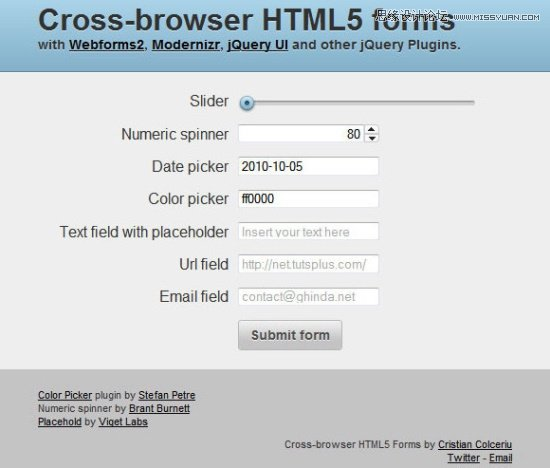 Cross-browser HTML5 forms
思缘设计论坛 WWW.MISSYUAN.COM
with Webforms2, Modernizr, jQuery UI and other jQuery Plugins.
Slider
Numeric spinner 80
Date picker 2010-10-05
Color picker ff0000
Text field with placeholder Insert your text here
Url field http://net.tutsplus.com/
Email field contact@ghinda.net
Submit form
Color Picker plugin by Stefan Petre
Numeric spinner by Brant Burnett
Placehold by Viget Labs
Cross-browser HTML5 Forms by Cristian Colceriu
Twitter - Email